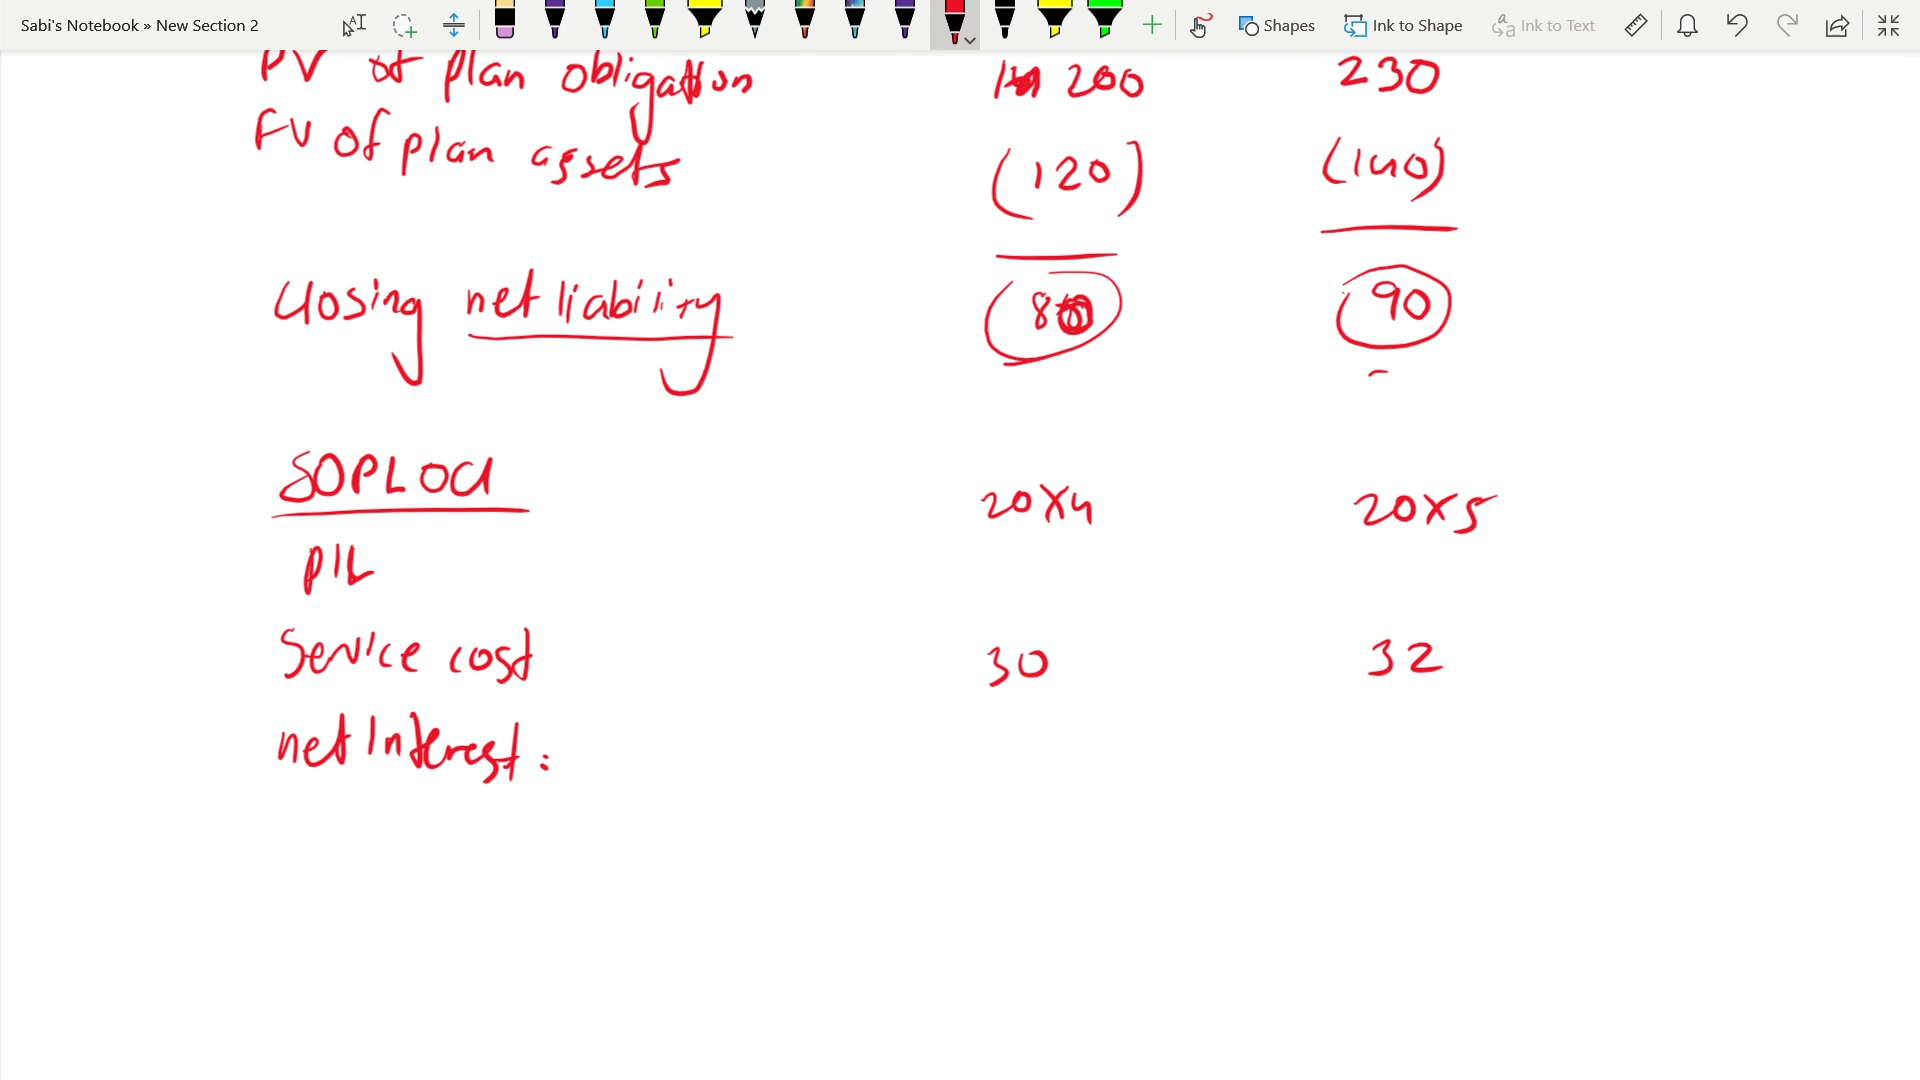 Sabi's Notebook » New Section 2 Shapes Ink to Shape Ink to Text
PV of plan obligation 200 230
FV of plan assets (120) (140)
closing net liability 80 90
SOPLOCI 20X4 20X5
P/L
Service cost 30 32
net Interest :